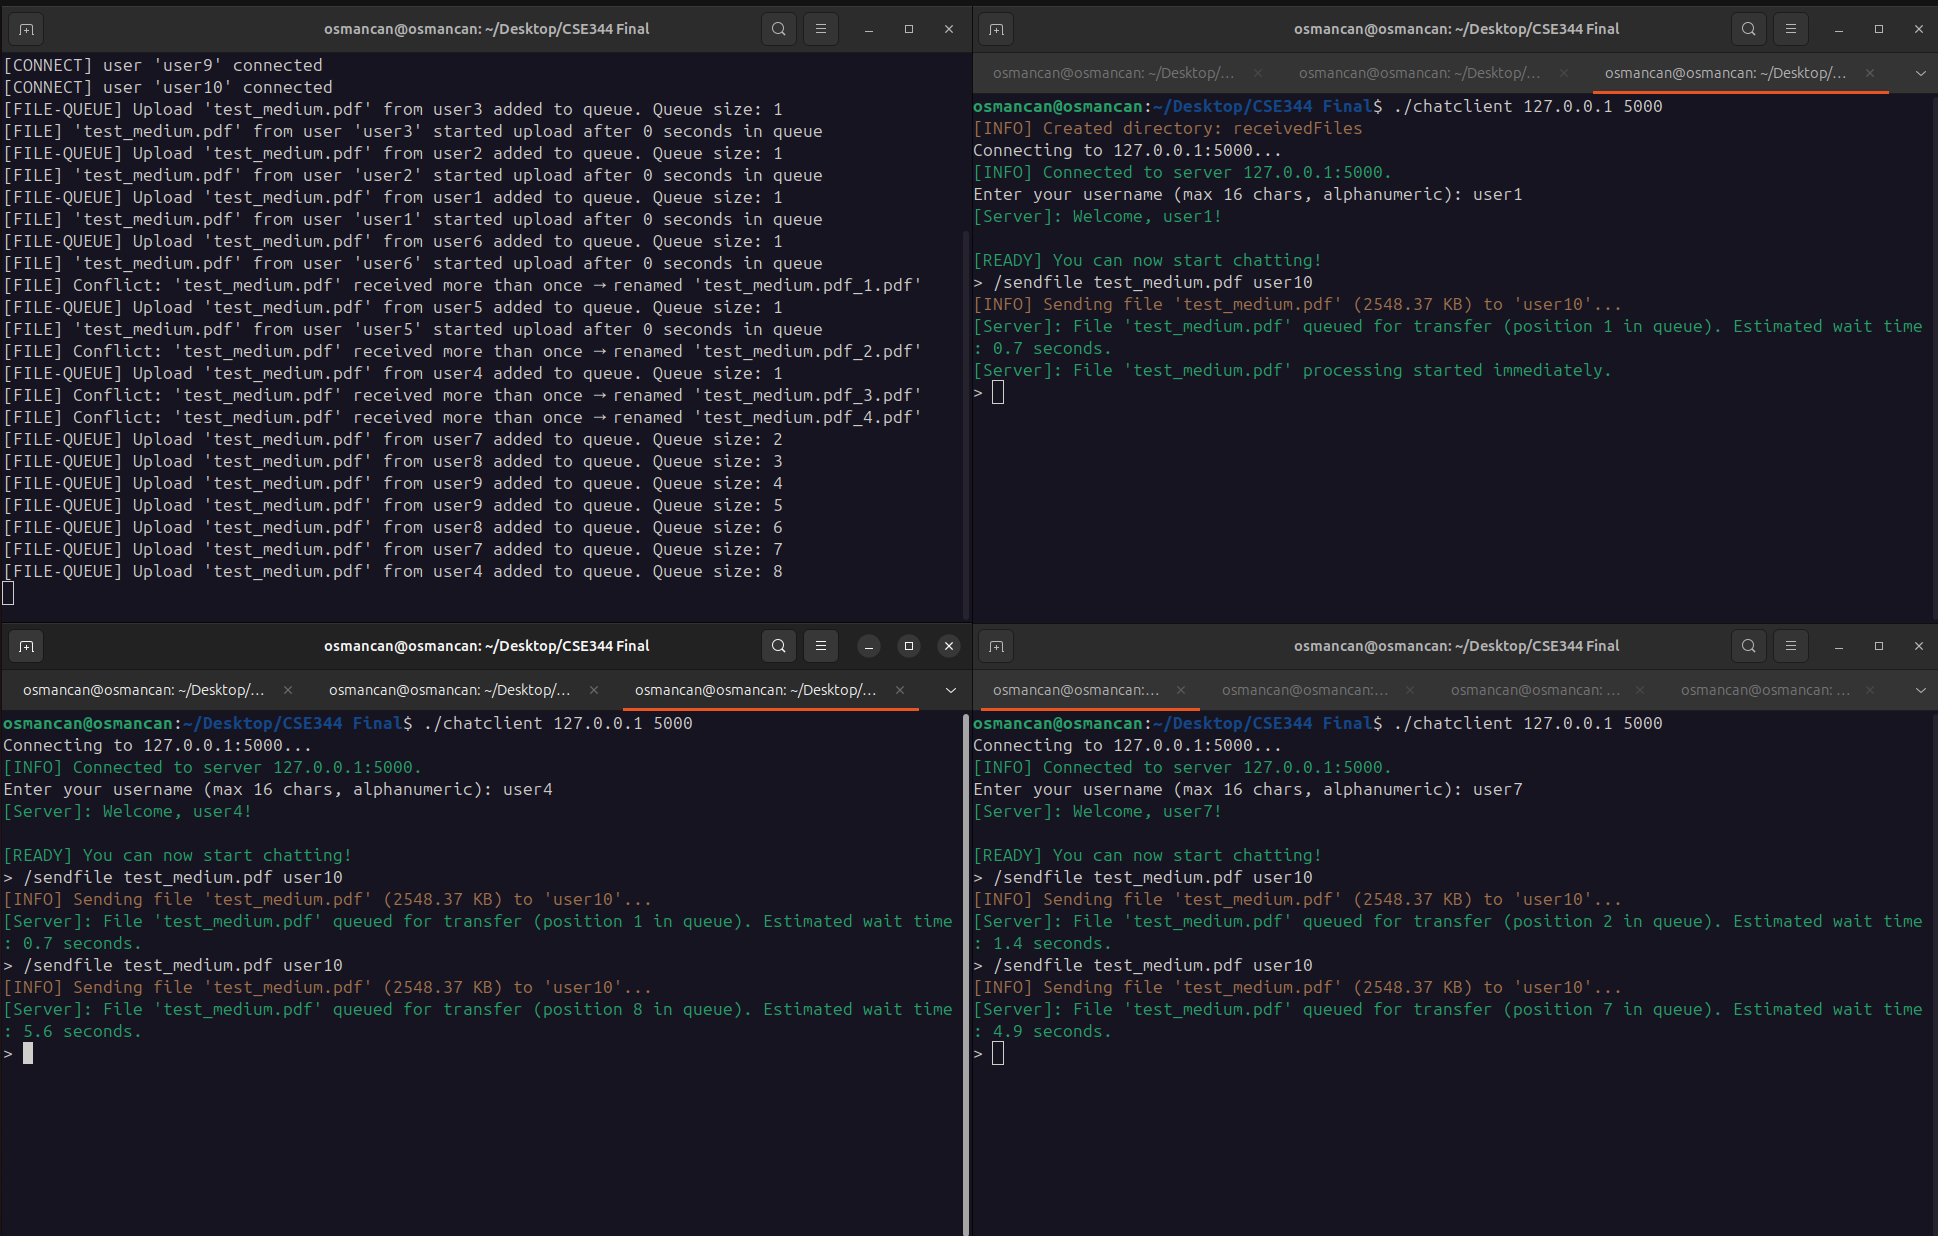 osmancan@osmancan: ~/Desktop/CSE344 Final
[CONNECT] user 'user9' connected
[CONNECT] user 'user10' connected
[FILE-QUEUE] Upload 'test_medium.pdf' from user3 added to queue. Queue size: 1
[FILE] 'test_medium.pdf' from user 'user3' started upload after 0 seconds in queue
[FILE-QUEUE] Upload 'test_medium.pdf' from user2 added to queue. Queue size: 1
[FILE] 'test_medium.pdf' from user 'user2' started upload after 0 seconds in queue
[FILE-QUEUE] Upload 'test_medium.pdf' from user1 added to queue. Queue size: 1
[FILE] 'test_medium.pdf' from user 'user1' started upload after 0 seconds in queue
[FILE-QUEUE] Upload 'test_medium.pdf' from user6 added to queue. Queue size: 1
[FILE] 'test_medium.pdf' from user 'user6' started upload after 0 seconds in queue
[FILE] Conflict: 'test_medium.pdf' received more than once → renamed 'test_medium.pdf_1.pdf'
[FILE-QUEUE] Upload 'test_medium.pdf' from user5 added to queue. Queue size: 1
[FILE] 'test_medium.pdf' from user 'user5' started upload after 0 seconds in queue
[FILE] Conflict: 'test_medium.pdf' received more than once → renamed 'test_medium.pdf_2.pdf'
[FILE-QUEUE] Upload 'test_medium.pdf' from user4 added to queue. Queue size: 1
[FILE] Conflict: 'test_medium.pdf' received more than once → renamed 'test_medium.pdf_3.pdf'
[FILE] Conflict: 'test_medium.pdf' received more than once → renamed 'test_medium.pdf_4.pdf'
[FILE-QUEUE] Upload 'test_medium.pdf' from user7 added to queue. Queue size: 2
[FILE-QUEUE] Upload 'test_medium.pdf' from user8 added to queue. Queue size: 3
[FILE-QUEUE] Upload 'test_medium.pdf' from user9 added to queue. Queue size: 4
[FILE-QUEUE] Upload 'test_medium.pdf' from user9 added to queue. Queue size: 5
[FILE-QUEUE] Upload 'test_medium.pdf' from user8 added to queue. Queue size: 6
[FILE-QUEUE] Upload 'test_medium.pdf' from user7 added to queue. Queue size: 7
[FILE-QUEUE] Upload 'test_medium.pdf' from user4 added to queue. Queue size: 8
osmancan@osmancan: ~/Desktop/CSE344 Final
osmancan@osmancan: ~/Desktop/... osmancan@osmancan: ~/Desktop/... osmancan@osmancan: ~/Desktop/...
osmancan@osmancan:~/Desktop/CSE344 Final$ ./chatclient 127.0.0.1 5000
[INFO] Created directory: receivedFiles
Connecting to 127.0.0.1:5000...
[INFO] Connected to server 127.0.0.1:5000.
Enter your username (max 16 chars, alphanumeric): user1
[Server]: Welcome, user1!
[READY] You can now start chatting!
> /sendfile test_medium.pdf user10
[INFO] Sending file 'test_medium.pdf' (2548.37 KB) to 'user10'...
[Server]: File 'test_medium.pdf' queued for transfer (position 1 in queue). Estimated wait time
: 0.7 seconds.
[Server]: File 'test_medium.pdf' processing started immediately.
>
osmancan@osmancan: ~/Desktop/CSE344 Final
osmancan@osmancan: ~/Desktop/... osmancan@osmancan: ~/Desktop/... osmancan@osmancan: ~/Desktop/...
osmancan@osmancan:~/Desktop/CSE344 Final$ ./chatclient 127.0.0.1 5000
Connecting to 127.0.0.1:5000...
[INFO] Connected to server 127.0.0.1:5000.
Enter your username (max 16 chars, alphanumeric): user4
[Server]: Welcome, user4!
[READY] You can now start chatting!
> /sendfile test_medium.pdf user10
[INFO] Sending file 'test_medium.pdf' (2548.37 KB) to 'user10'...
[Server]: File 'test_medium.pdf' queued for transfer (position 1 in queue). Estimated wait time
: 0.7 seconds.
> /sendfile test_medium.pdf user10
[INFO] Sending file 'test_medium.pdf' (2548.37 KB) to 'user10'...
[Server]: File 'test_medium.pdf' queued for transfer (position 8 in queue). Estimated wait time
: 5.6 seconds.
>
osmancan@osmancan: ~/Desktop/CSE344 Final
osmancan@osmancan:... osmancan@osmancan:... osmancan@osmancan: ... osmancan@osmancan: ...
osmancan@osmancan:~/Desktop/CSE344 Final$ ./chatclient 127.0.0.1 5000
Connecting to 127.0.0.1:5000...
[INFO] Connected to server 127.0.0.1:5000.
Enter your username (max 16 chars, alphanumeric): user7
[Server]: Welcome, user7!
[READY] You can now start chatting!
> /sendfile test_medium.pdf user10
[INFO] Sending file 'test_medium.pdf' (2548.37 KB) to 'user10'...
[Server]: File 'test_medium.pdf' queued for transfer (position 2 in queue). Estimated wait time
: 1.4 seconds.
> /sendfile test_medium.pdf user10
[INFO] Sending file 'test_medium.pdf' (2548.37 KB) to 'user10'...
[Server]: File 'test_medium.pdf' queued for transfer (position 7 in queue). Estimated wait time
: 4.9 seconds.
>